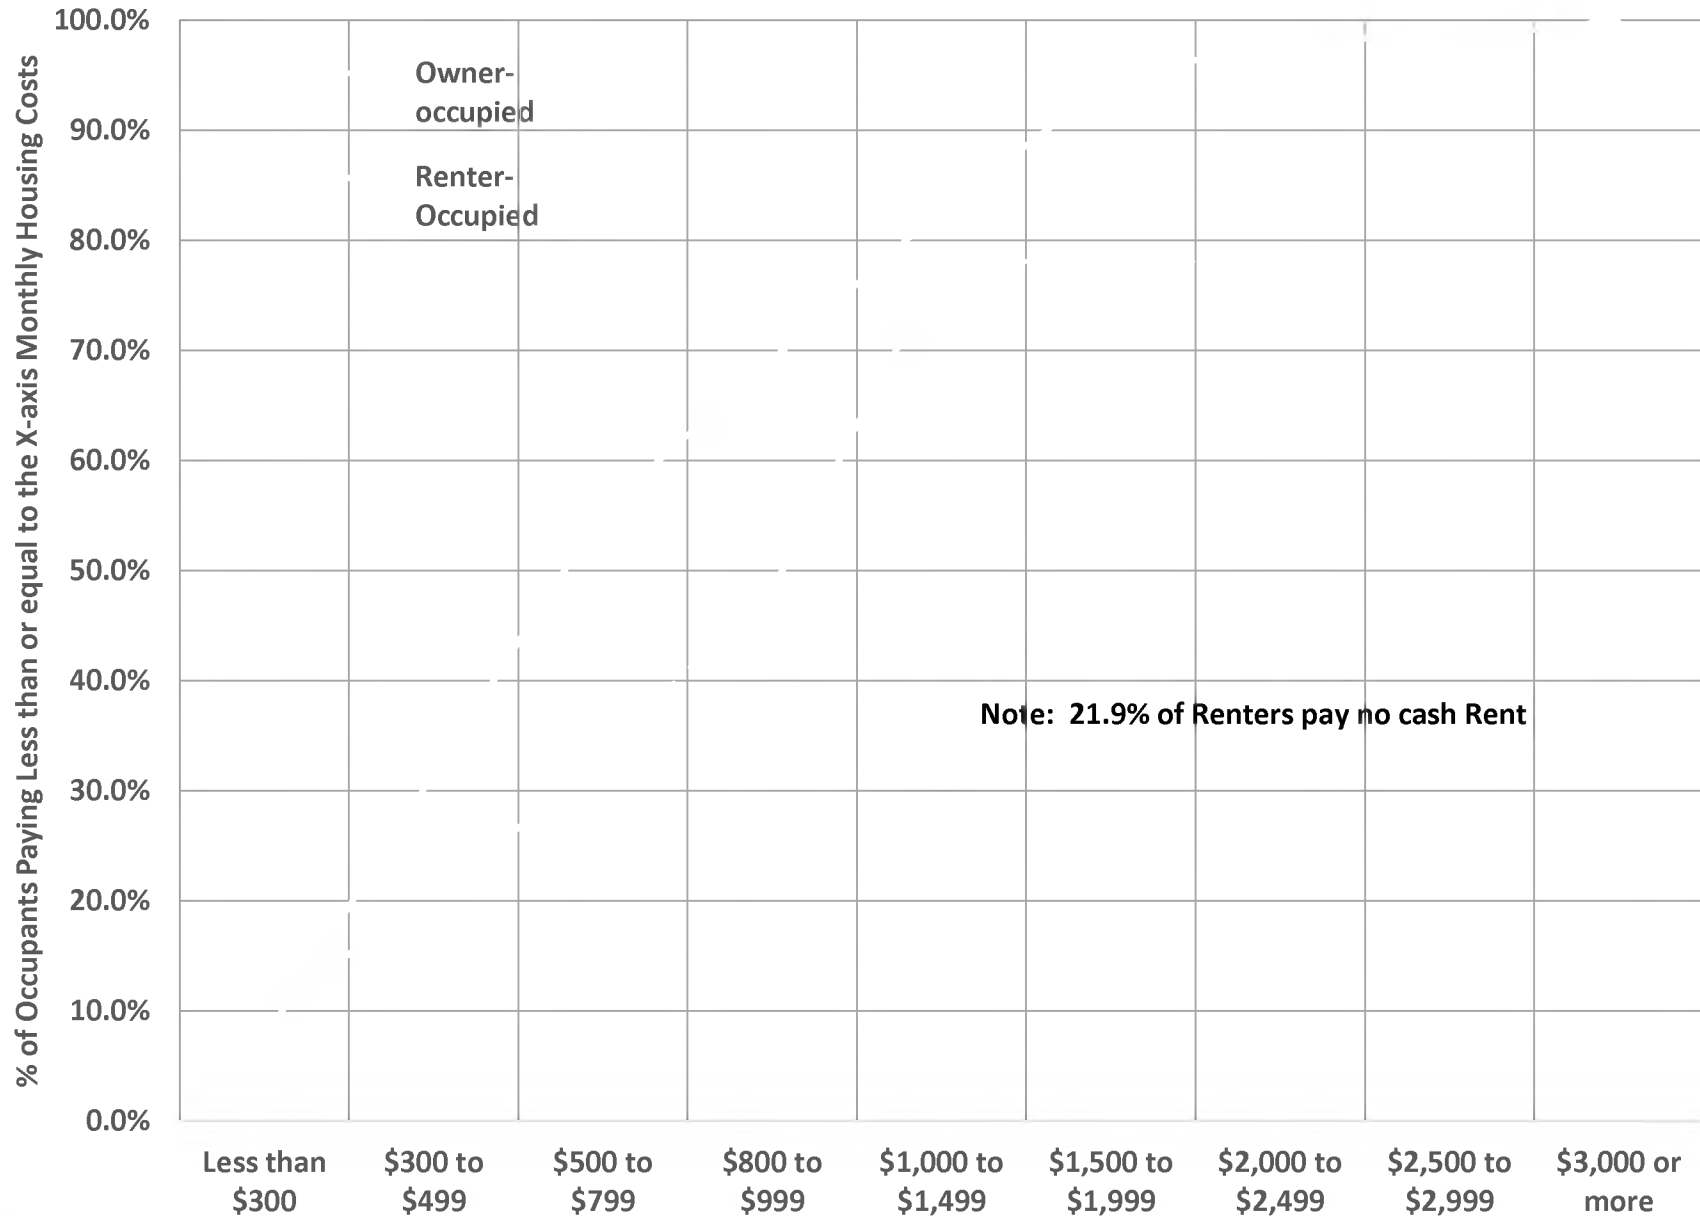 % of Occupants Paying Less than or equal to the X-axis Monthly Housing Costs
100.0%
90.0%
80.0%
70.0%
60.0%
50.0%
40.0%
30.0%
20.0%
10.0%
0.0%
Owner-
occupied
Renter-
Occupied
Note:  21.9% of Renters pay no cash Rent
Less than
$300
$300 to
$499
$500 to
$799
$800 to
$999
$1,000 to
$1,499
$1,500 to
$1,999
$2,000 to
$2,499
$2,500 to
$2,999
$3,000 or
more